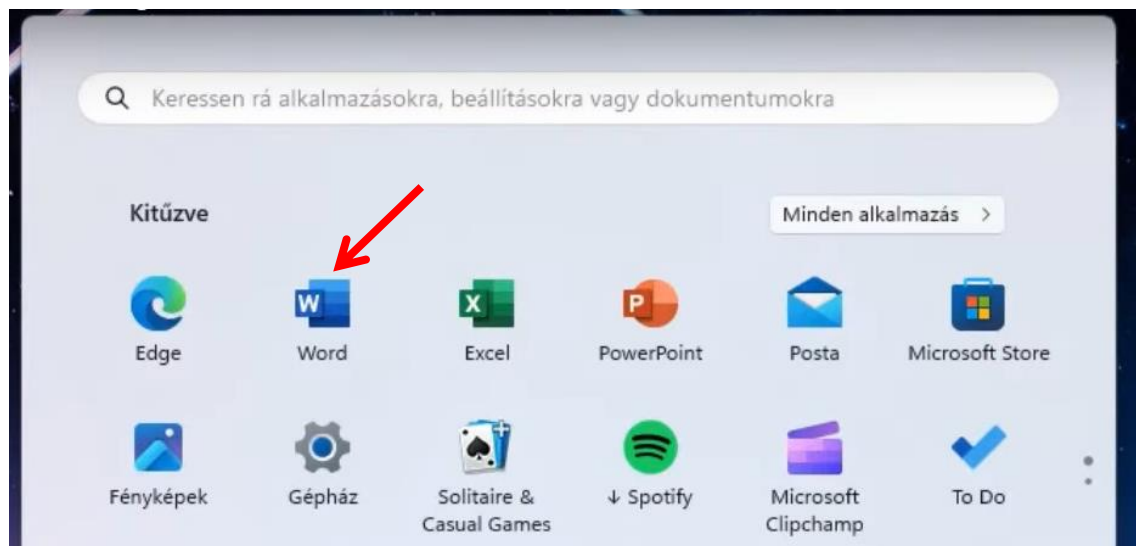 Keressen rá alkalmazásokra, beállításokra vagy dokumentumokra
Kitűzve
Minden alkalmazás >
Edge
Word
Excel
PowerPoint
Posta
Microsoft Store
Fényképek
Gépház
Solitaire &
Casual Games
↓ Spotify
Microsoft
Clipchamp
To Do